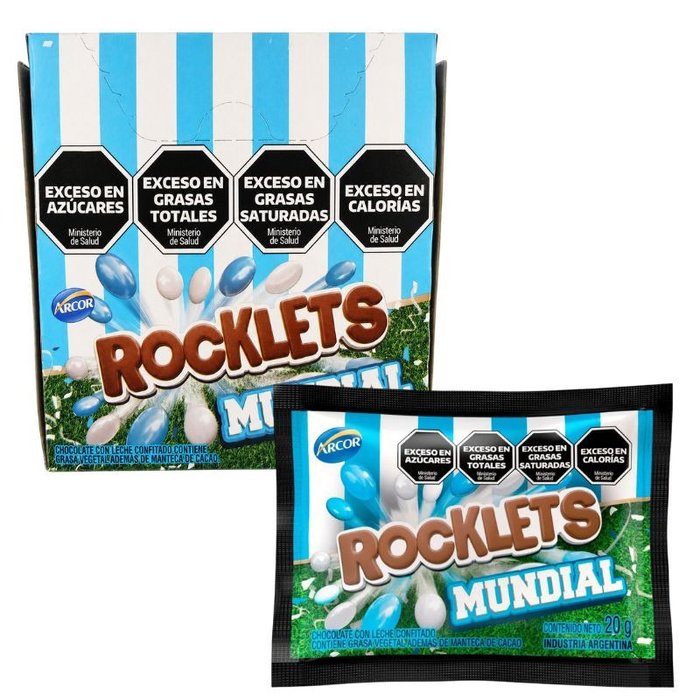 EXCESO EN
AZÚCARES
Ministerio
de Salud
EXCESO EN
GRASAS
TOTALES
Ministerio
de Salud
EXCESO EN
GRASAS
SATURADAS
Ministerio
de Salud
EXCESO EN
CALORÍAS
Ministerio
de Salud
ARCOR
ROCKLETS
MUNDIAL
CHOCOLATE CON LECHE CONFITADO CONTIENE
GRASA VEGETAL ADEMAS DE MANTECA DE CACAO.
ARCOR
EXCESO EN
AZÚCARES
Ministerio
de Salud
EXCESO EN
GRASAS
TOTALES
Ministerio
de Salud
EXCESO EN
GRASAS
SATURADAS
Ministerio
de Salud
EXCESO EN
CALORÍAS
Ministerio
de Salud
ROCKLETS
MUNDIAL
CHOCOLATE CON LECHE CONFITADO
CONTIENE GRASA VEGETAL ADEMAS DE MANTECA DE CACAO
CONTENIDO NETO: 20 g
INDUSTRIA ARGENTINA